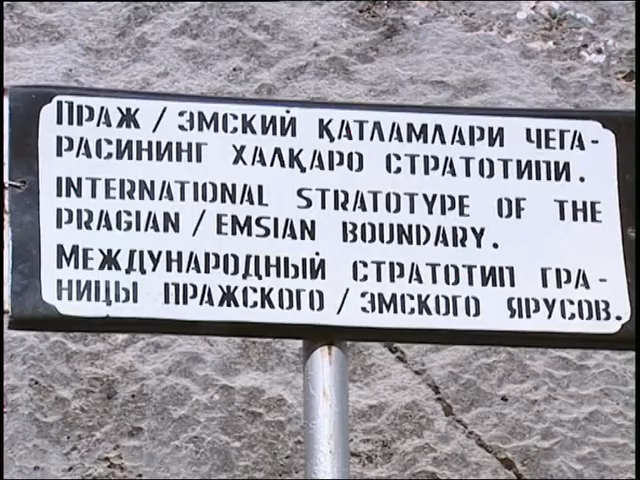 ПРАЖ / ЭМСКИЙ ҚАТЛАМЛАРИ ЧЕГА-
РАСИНИНГ ХАЛҚАРО СТРАТОТИПИ.
INTERNATIONAL STRATOTYPE OF THE
PRAGIAN / EMSIAN BOUNDARY.
МЕЖДУНАРОДНЫЙ СТРАТОТИП ГРА-
НИЦЫ ПРАЖСКОГО / ЭМСКОГО ЯРУСОВ.